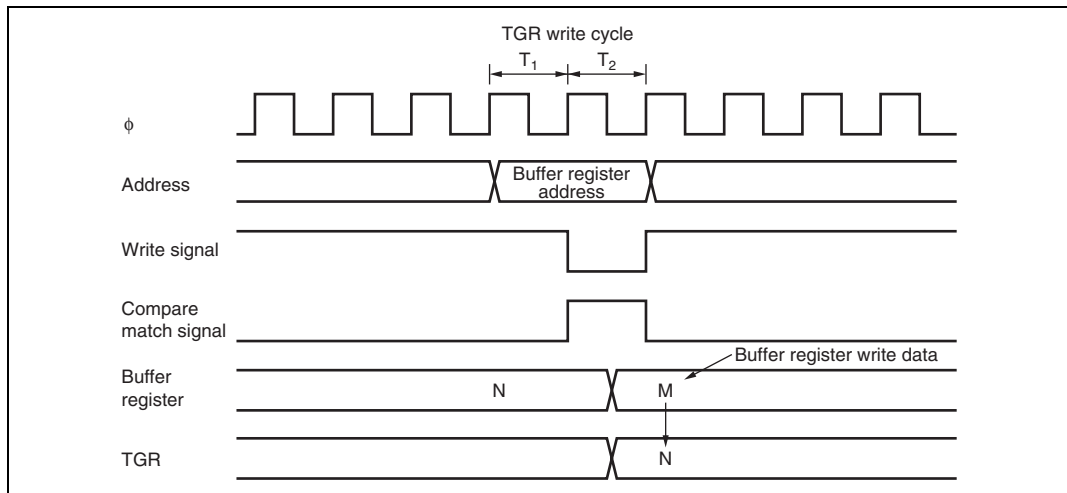 TGR write cycle
T₁ T₂
ϕ
Address
Buffer register
address
Write signal
Compare
match signal
Buffer register write data
Buffer
register
N M
TGR
N